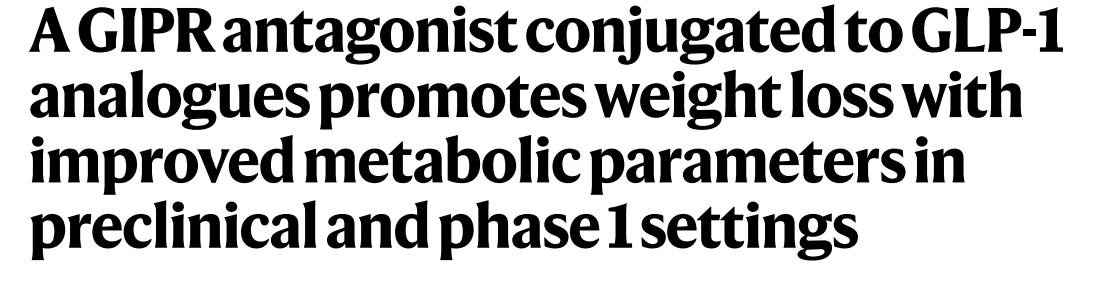 A GIPR antagonist conjugated to GLP-1
analogues promotes weight loss with
improved metabolic parameters in
preclinical and phase 1 settings